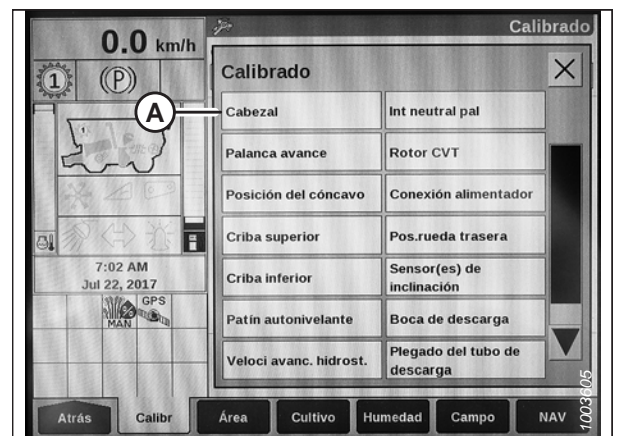 0.0 km/h
Calibrado
1
(P)
Calibrado
A
Cabezal
Int neutral pal
1
Palanca avance
Rotor CVT
Posición del cóncavo
Conexión alimentador
Criba superior
Pos.rueda trasera
7:02 AM
Jul 22, 2017
Criba inferior
Sensor(es) de
inclinación
GPS
MAN
Patín autonivelante
Boca de descarga
Veloci avanc. hidrost.
Plegado del tubo de
descarga
Atrás
Calibr
Área
Cultivo
Humedad
Campo
NAV
1003605